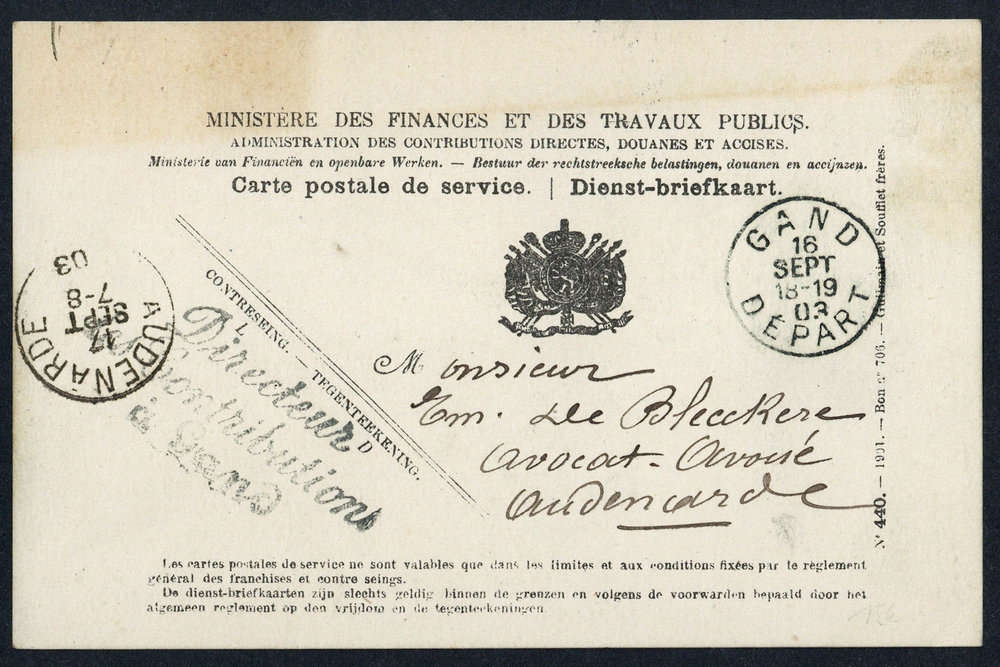 MINISTÈRE DES FINANCES ET DES TRAVAUX PUBLICS.
ADMINISTRATION DES CONTRIBUTIONS DIRECTES, DOUANES ET ACCISES.
Ministerie van Financiën en openbare Werken. — Bestuur der rechtstreeksche belastingen, douanen en accijnzen.
Carte postale de service. | Dienst-briefkaart.
GAND
16
SEPT
18-19
03
DÉPART
AUDENARDE
17
SEPT
7-8
03
CONTRESEING. — TEGENTEEKENING.
L D
Directeur
Contributions
à Gand
Monsieur
Em. De Bleeckere
Avocat-Avoué
Audenarde
N° 440. — 1901. — Bon n° 706. — et Soufflet frères.
Les cartes postales de service ne sont valables que dans les limites et aux conditions fixées par le règlement
général des franchises et contre seings.
De dienst-briefkaarten zijn slechts geldig binnen de grenzen en volgens de voorwaarden bepaald door het
algemeen reglement op den vrijdom en de tegenteekeningen.